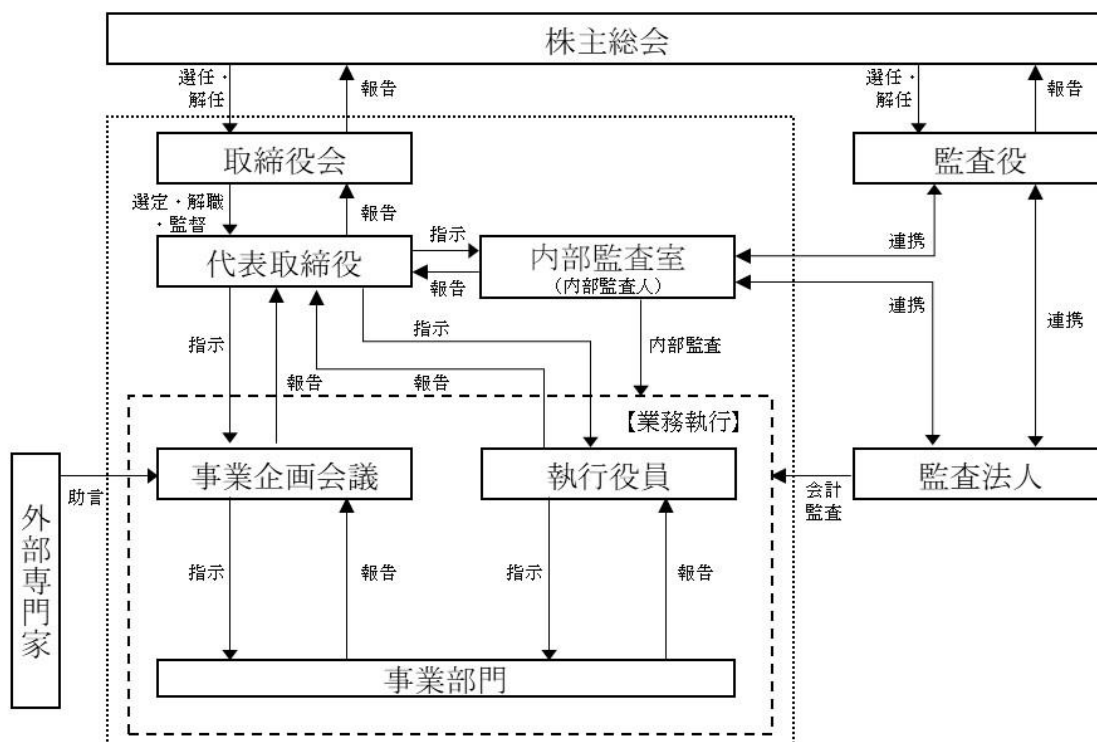 株主総会
選任・
解任
報告
選任・
解任
報告
取締役会
監査役
選定・解職
・監督
報告
代表取締役
指示
報告
内部監査室
(内部監査人)
連携
連携
連携
指示
指示
内部監査
報告
報告
【業務執行】
事業企画会議
執行役員
監査法人
外部専門家
助言
会計
監査
指示
報告
指示
報告
事業部門